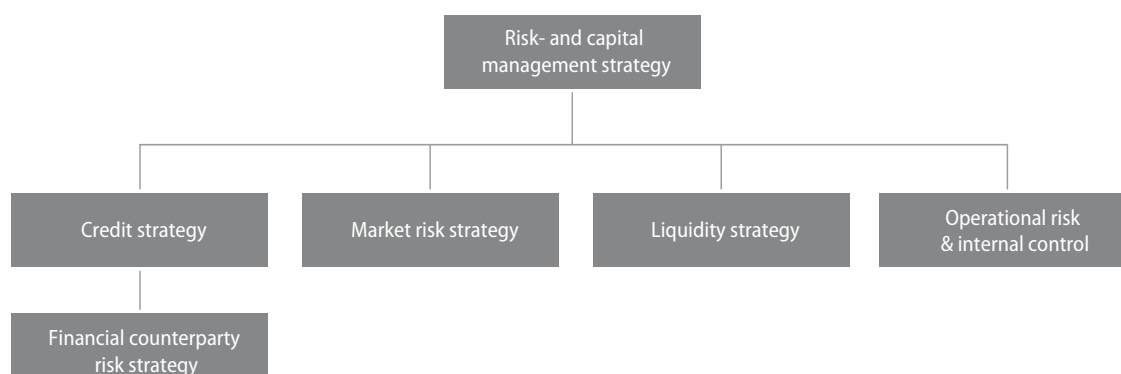 Risk- and capital
management strategy
Credit strategy
Market risk strategy
Liquidity strategy
Operational risk
& internal control
Financial counterparty
risk strategy